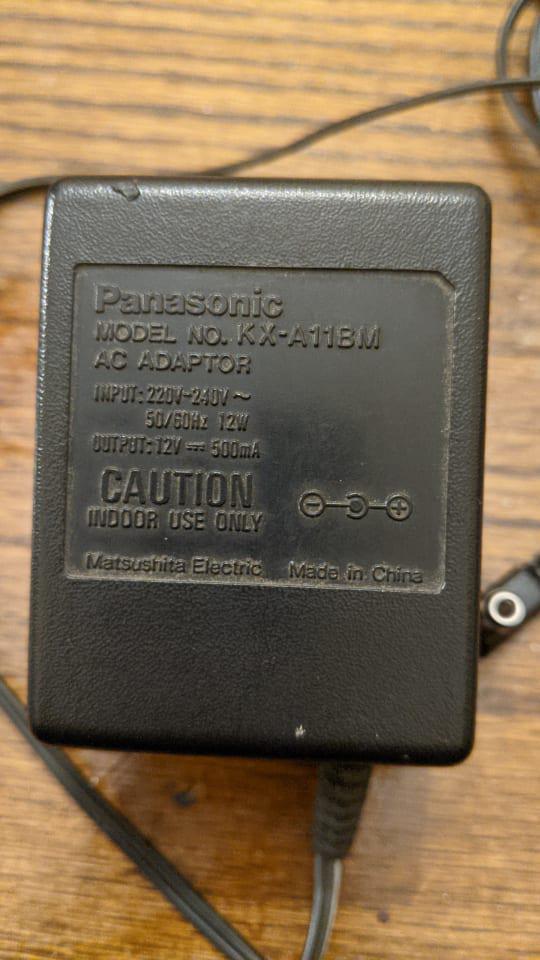 Panasonic
MODEL NO. KX-A11BM
AC ADAPTOR
INPUT: 220V-240V ~
50/60Hz 12W
OUTPUT: 12V ⎓ 500mA
CAUTION
INDOOR USE ONLY
Matsushita Electric Made in China